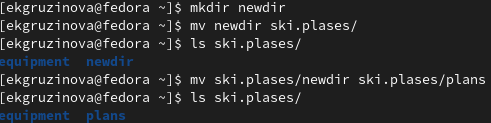 [ekgruzinova@fedora ~]$ mkdir newdir
[ekgruzinova@fedora ~]$ mv newdir ski.plases/
[ekgruzinova@fedora ~]$ ls ski.plases/
equipment  newdir
[ekgruzinova@fedora ~]$ mv ski.plases/newdir ski.plases/plans
[ekgruzinova@fedora ~]$ ls ski.plases/
equipment  plans